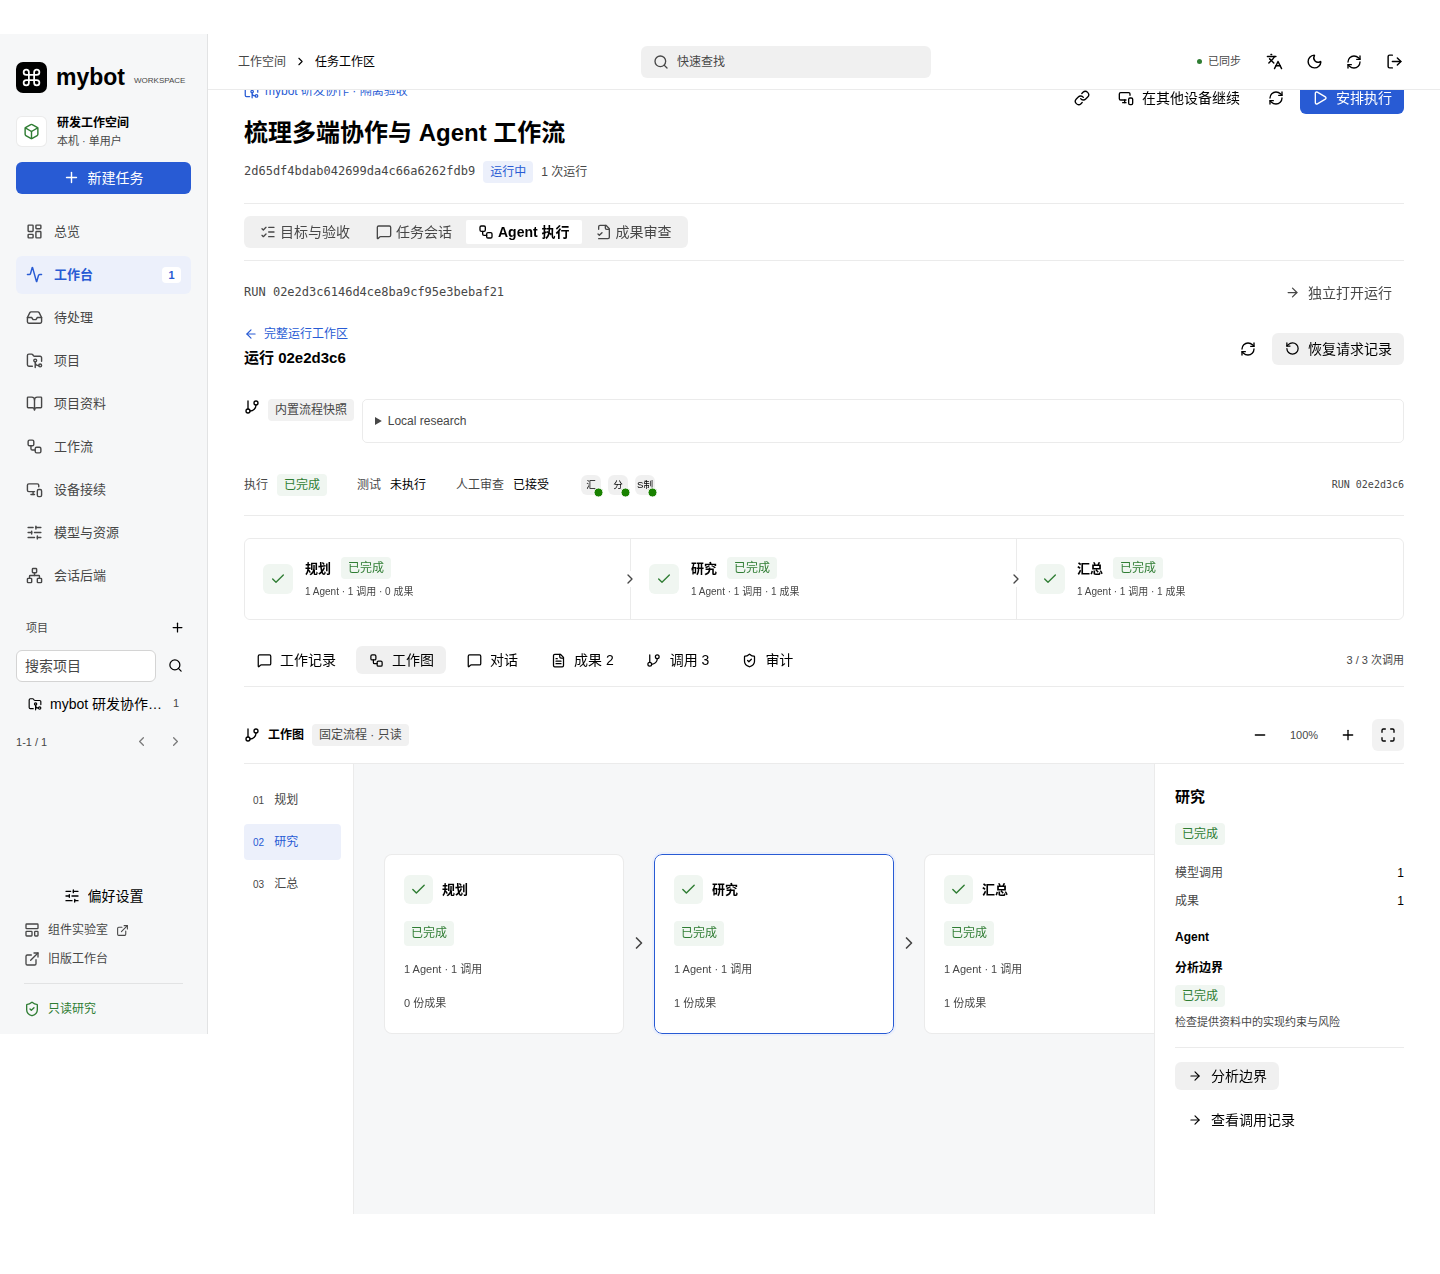 mybot WORKSPACE
研发工作空间
本机 · 单用户
新建任务
总览
工作台 1
待处理
项目
项目资料
工作流
设备接续
模型与资源
会话后端
项目
搜索项目
mybot 研发协作… 1
1-1 / 1
偏好设置
组件实验室
旧版工作台
只读研究
工作空间 任务工作区
快速查找
已同步
mybot 研发协作 · 隔离验收
在其他设备继续
安排执行
梳理多端协作与 Agent 工作流
2d65df4bdab042699da4c66a6262fdb9 运行中 1 次运行
目标与验收 任务会话 Agent 执行 成果审查
RUN 02e2d3c6146d4ce8ba9cf95e3bebaf21
独立打开运行
完整运行工作区
运行 02e2d3c6
恢复请求记录
内置流程快照
Local research
执行 已完成 测试 未执行 人工审查 已接受 汇 分 S制 RUN 02e2d3c6
规划 已完成
1 Agent · 1 调用 · 0 成果
研究 已完成
1 Agent · 1 调用 · 1 成果
汇总 已完成
1 Agent · 1 调用 · 1 成果
工作记录 工作图 对话 成果 2 调用 3 审计 3 / 3 次调用
工作图 固定流程 · 只读 100%
01 规划
02 研究
03 汇总
规划
已完成
1 Agent · 1 调用
0 份成果
研究
已完成
1 Agent · 1 调用
1 份成果
汇总
已完成
1 Agent · 1 调用
1 份成果
研究
已完成
模型调用 1
成果 1
Agent
分析边界
已完成
检查提供资料中的实现约束与风险
分析边界
查看调用记录